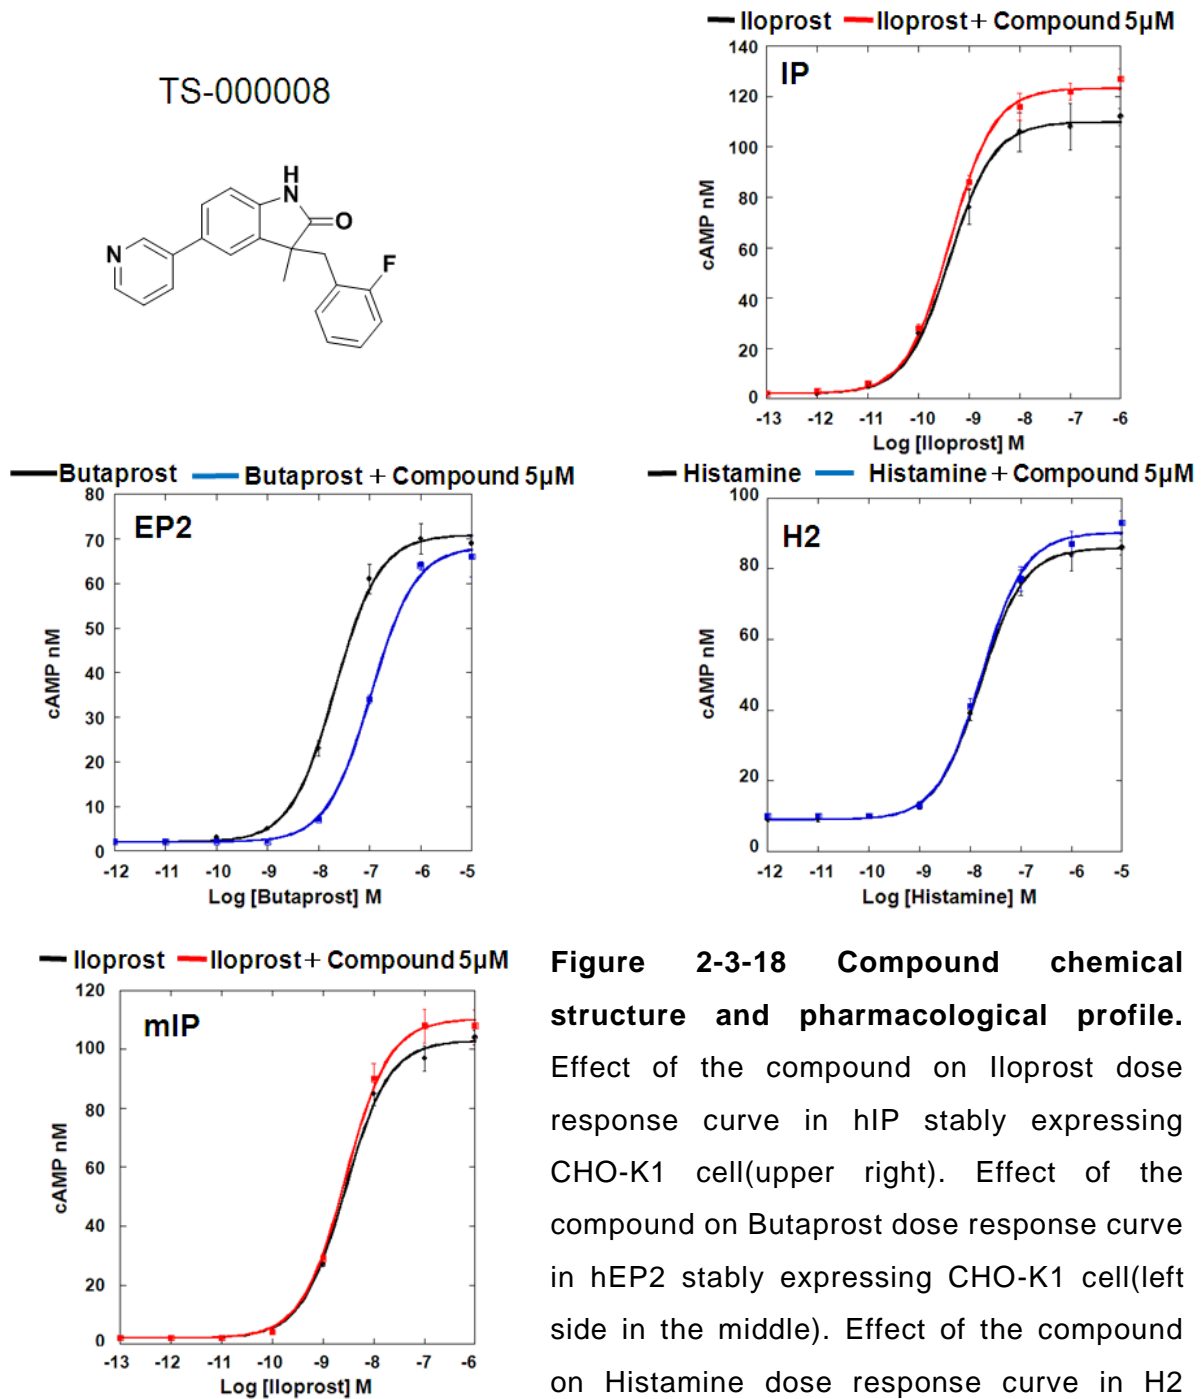 Iloprost Iloprost + Compound 5μM
TS-000008
IP
140
120
100
80
60
40
20
0
cAMP nM
-13 -12 -11 -10 -9 -8 -7 -6
Log [Iloprost] M
H
N
O
N
F
Butaprost Butaprost + Compound 5μM
EP2
80
70
60
50
40
30
20
10
0
cAMP nM
-12 -11 -10 -9 -8 -7 -6 -5
Log [Butaprost] M
Histamine Histamine + Compound 5μM
H2
100
80
60
40
20
0
cAMP nM
-12 -11 -10 -9 -8 -7 -6 -5
Log [Histamine] M
Iloprost Iloprost + Compound 5μM
mIP
120
100
80
60
40
20
0
cAMP nM
-13 -12 -11 -10 -9 -8 -7 -6
Log [Iloprost] M
Figure 2-3-18 Compound chemical
structure and pharmacological profile.
Effect of the compound on Iloprost dose
response curve in hIP stably expressing
CHO-K1 cell(upper right). Effect of the
compound on Butaprost dose response curve
in hEP2 stably expressing CHO-K1 cell(left
side in the middle). Effect of the compound
on Histamine dose response curve in H2